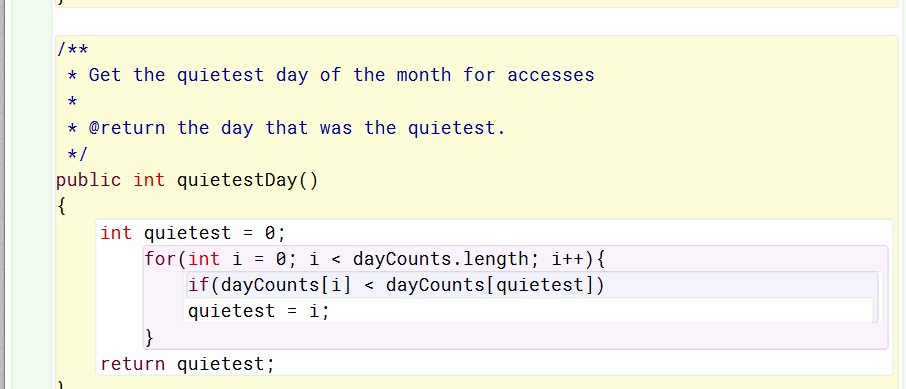 }
/**
 * Get the quietest day of the month for accesses
 *
 * @return the day that was the quietest.
 */
public int quietestDay()
{
    int quietest = 0;
        for(int i = 0; i < dayCounts.length; i++){
            if(dayCounts[i] < dayCounts[quietest])
            quietest = i;
        }
    return quietest;
}